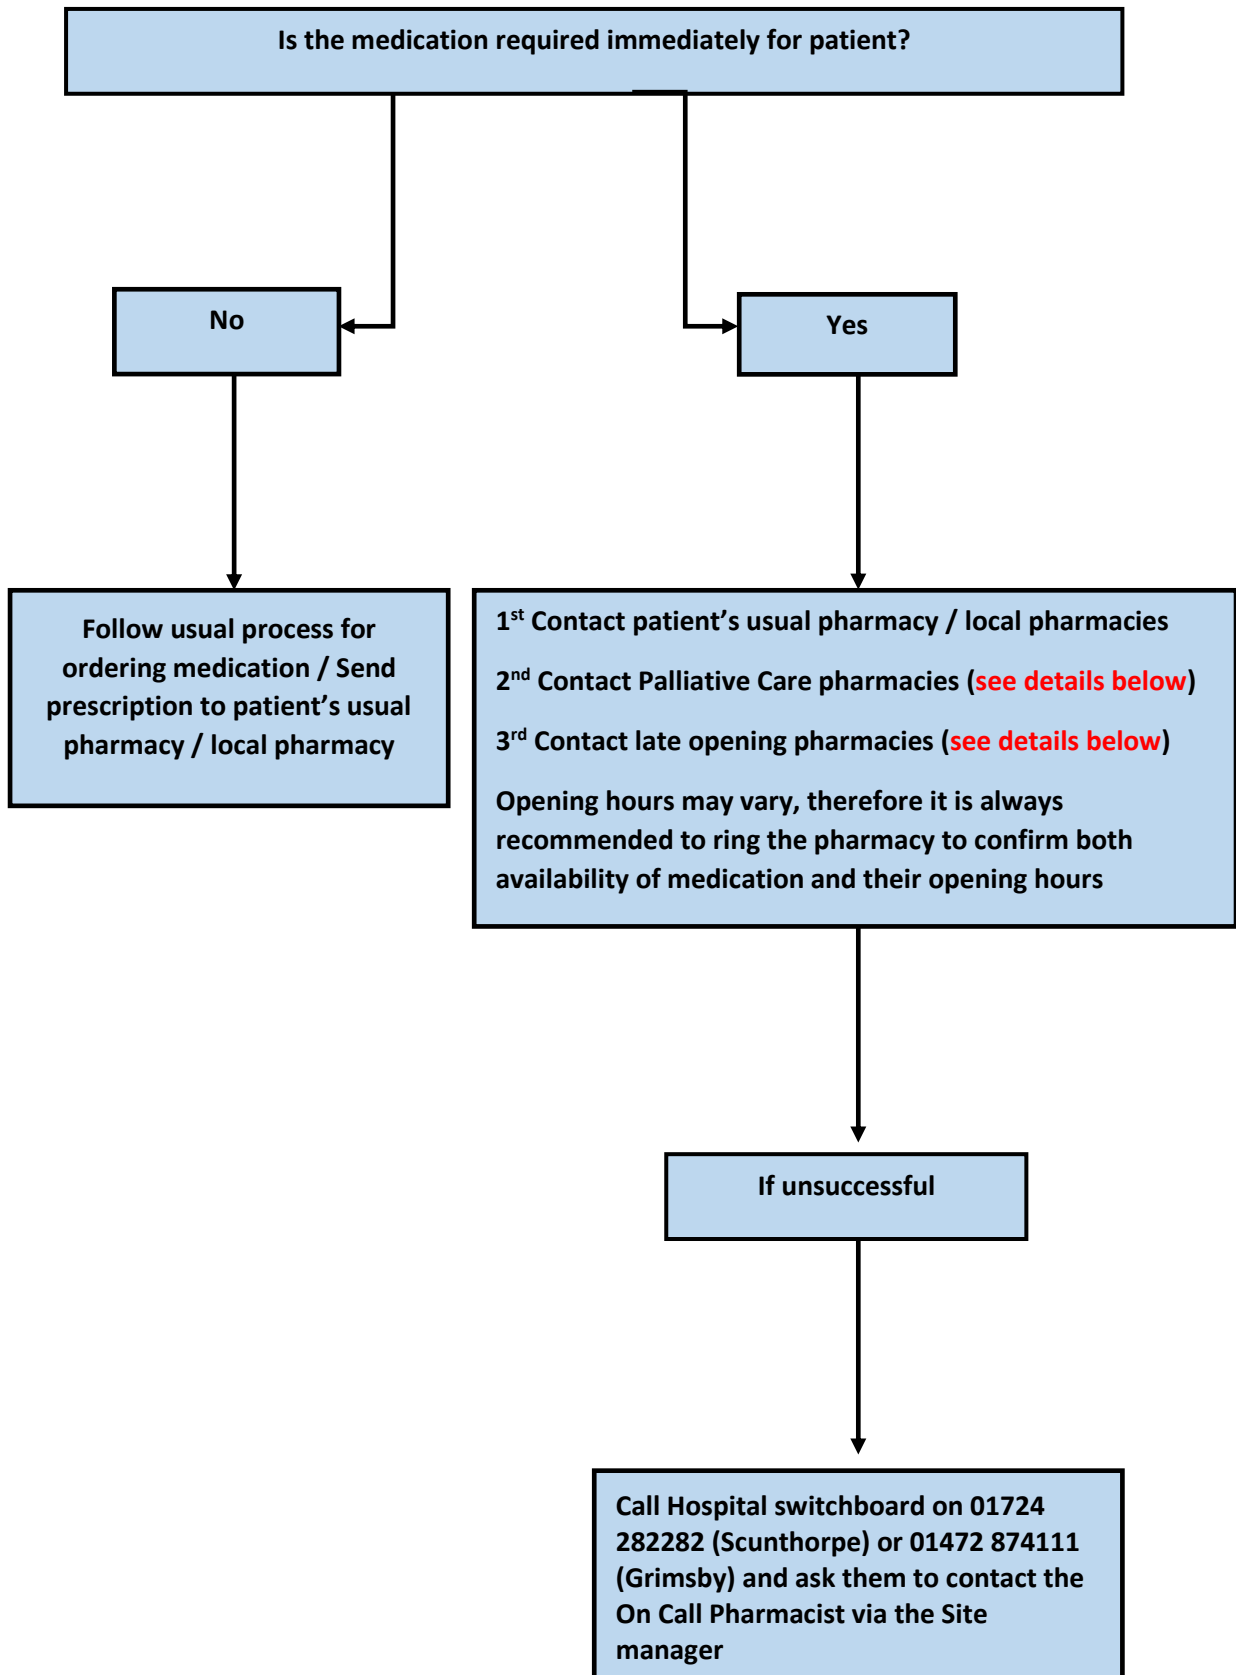 Is the medication required immediately for patient?
No
Yes
Follow usual process for
ordering medication / Send
prescription to patient's usual
pharmacy / local pharmacy
1st Contact patient's usual pharmacy / local pharmacies
2nd Contact Palliative Care pharmacies (see details below)
3rd Contact late opening pharmacies (see details below)
Opening hours may vary, therefore it is always
recommended to ring the pharmacy to confirm both
availability of medication and their opening hours
If unsuccessful
Call Hospital switchboard on 01724
282282 (Scunthorpe) or 01472 874111
(Grimsby) and ask them to contact the
On Call Pharmacist via the Site
manager